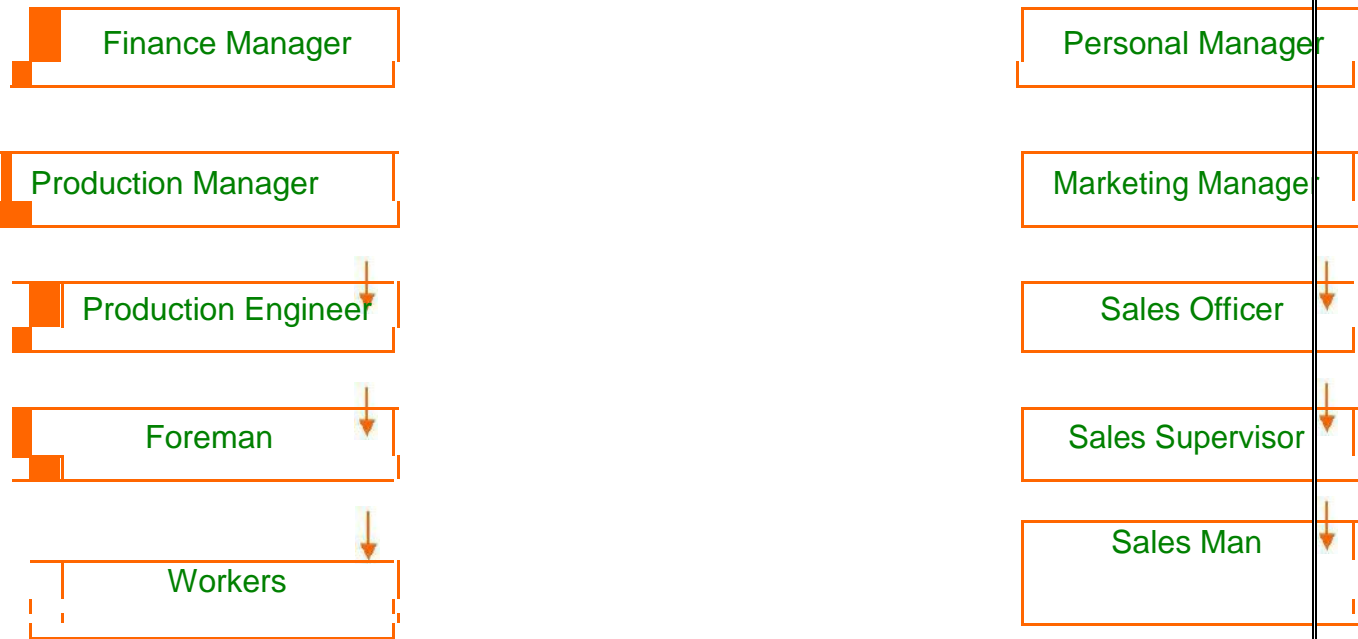 Finance Manager
Personal Manager
Production Manager
Marketing Manager
Production Engineer
Sales Officer
Foreman
Sales Supervisor
Workers
Sales Man